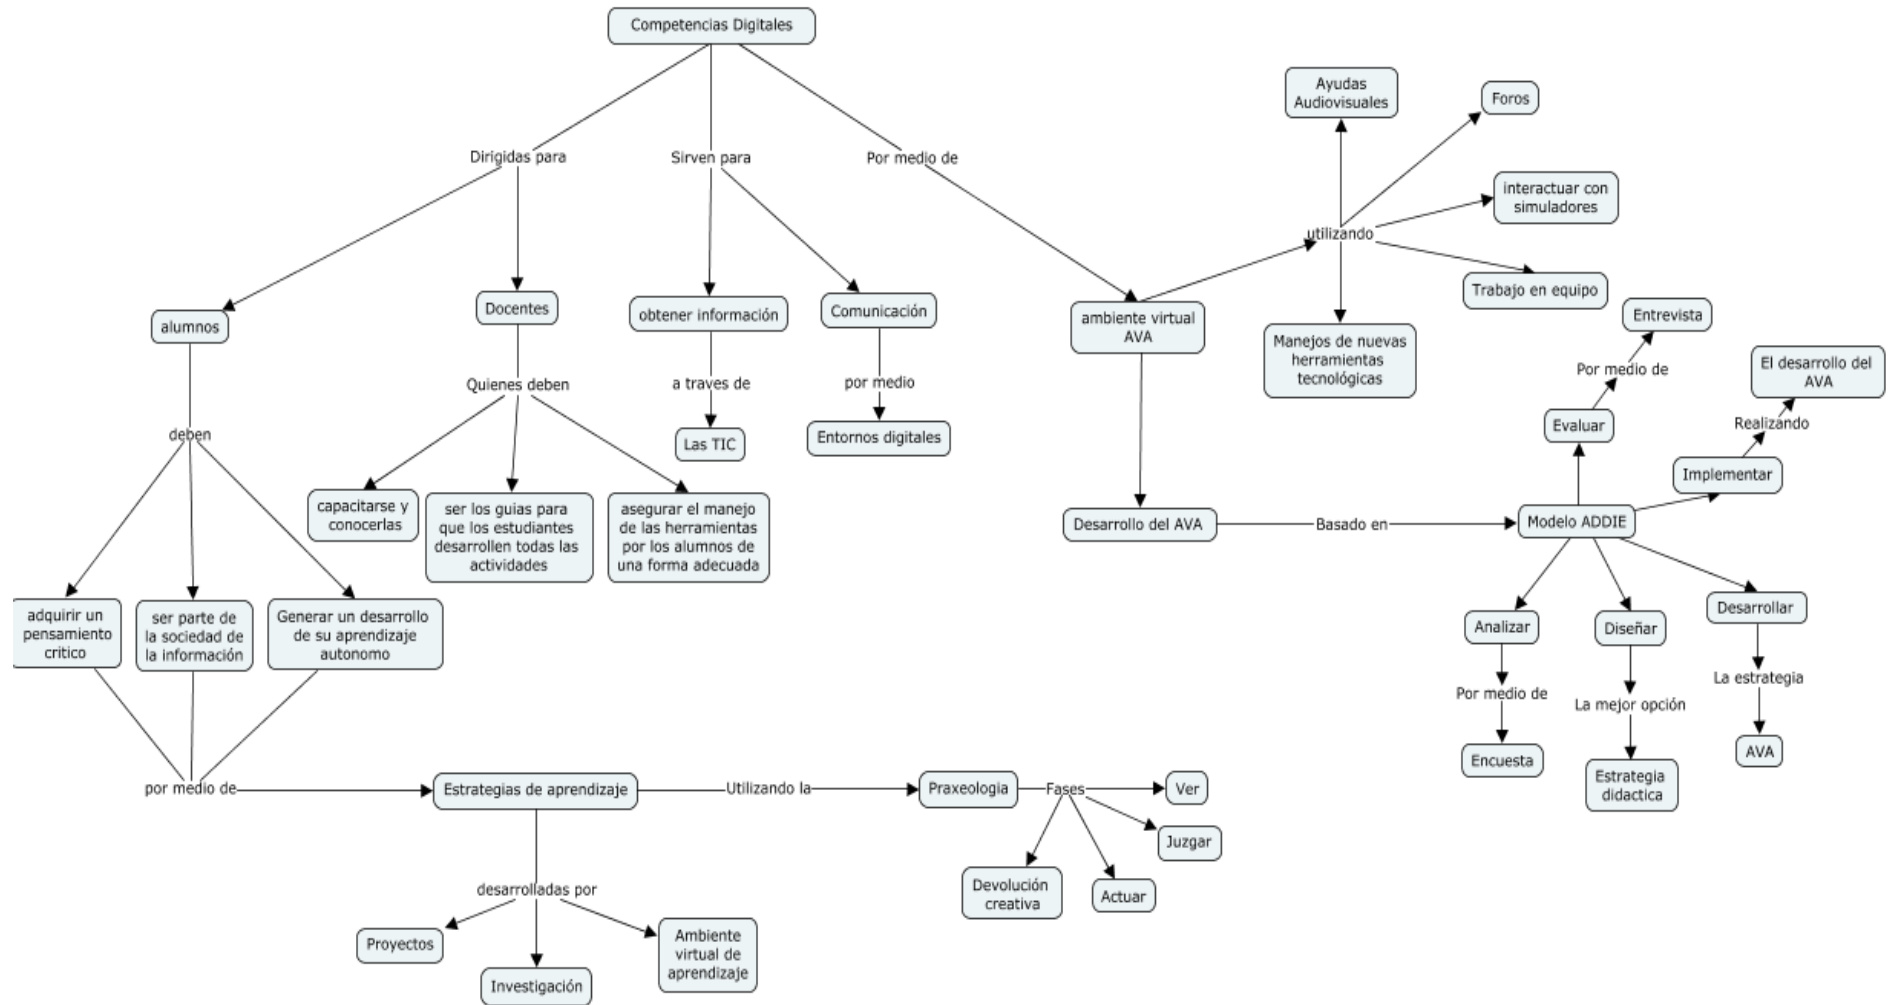 Competencias Digitales
Ayudas
Audiovisuales
Foros
Dirigidas para
Sirven para
Por medio de
interactuar con
simuladores
utilizando
Trabajo en equipo
alumnos
Docentes
obtener información
Comunicación
ambiente virtual
AVA
Manejos de nuevas
herramientas
tecnológicas
Entrevista
Por medio de
El desarrollo del
AVA
Quienes deben
a traves de
por medio
Evaluar
Realizando
deben
Las TIC
Entornos digitales
Implementar
capacitarse y
conocerlas
ser los guias para
que los estudiantes
desarrollen todas las
actividades
asegurar el manejo
de las herramientas
por los alumnos de
una forma adecuada
Desarrollo del AVA
Basado en
Modelo ADDIE
adquirir un
pensamiento
critico
ser parte de
la sociedad de
la información
Generar un desarrollo
de su aprendizaje
autonomo
Analizar
Diseñar
Desarrollar
Por medio de
La mejor opción
La estrategia
Encuesta
Estrategia
didactica
AVA
por medio de
Estrategias de aprendizaje
Utilizando la
Praxeologia
Fases
Ver
Juzgar
Devolución
creativa
Actuar
desarrolladas por
Proyectos
Investigación
Ambiente
virtual de
aprendizaje